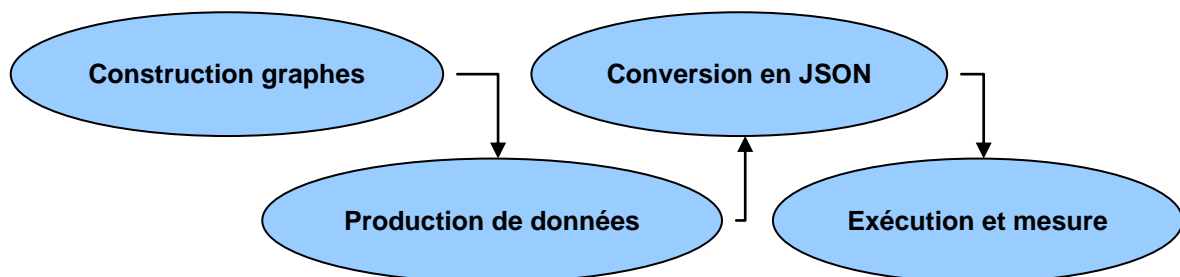 Construction graphes
Conversion en JSON
Production de données
Exécution et mesure